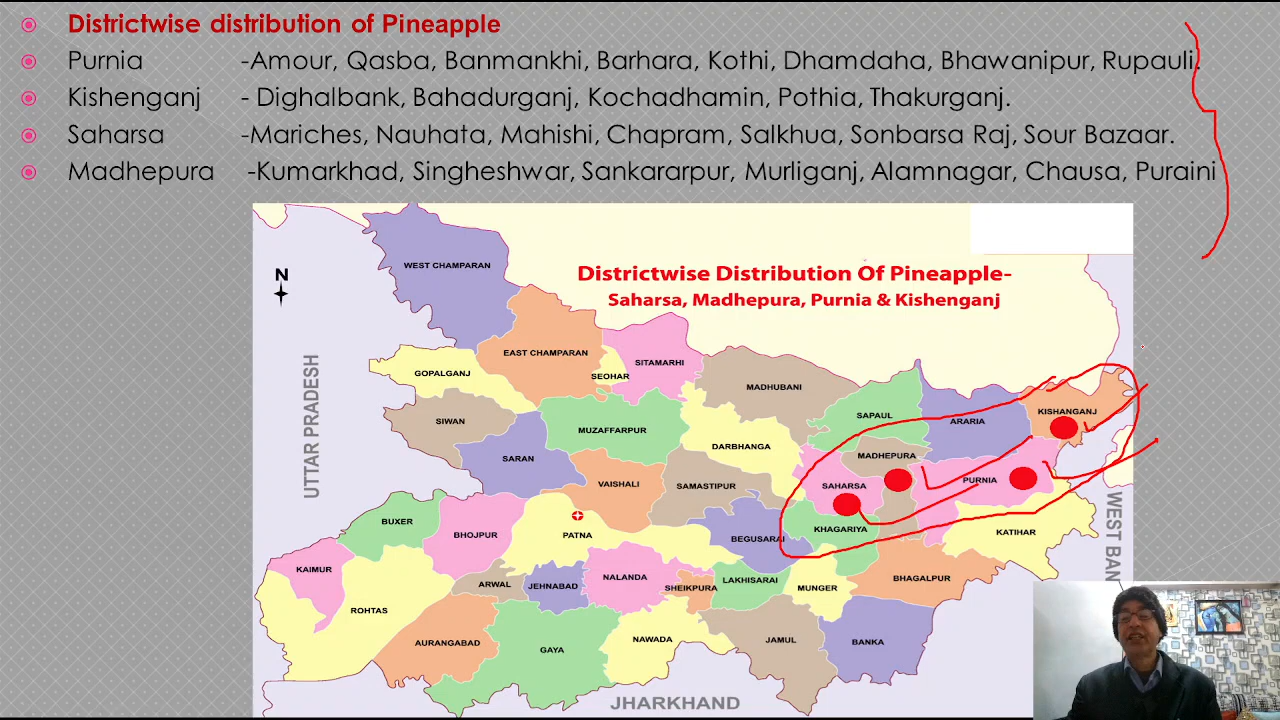 Districtwise distribution of Pineapple
Purnia -Amour, Qasba, Banmankhi, Barhara, Kothi, Dhamdaha, Bhawanipur, Rupauli.
Kishenganj - Dighalbank, Bahadurganj, Kochadhamin, Pothia, Thakurganj.
Saharsa -Mariches, Nauhata, Mahishi, Chapram, Salkhua, Sonbarsa Raj, Sour Bazaar.
Madhepura -Kumarkhad, Singheshwar, Sankararpur, Murliganj, Alamnagar, Chausa, Puraini
Districtwise Distribution Of Pineapple-
Saharsa, Madhepura, Purnia & Kishenganj
N
WEST CHAMPARAN
EAST CHAMPARAN
SITAMARHI
GOPALGANJ
SEOHAR
MADHUBANI
UTTAR PRADESH
SIWAN
MUZAFFARPUR
SAPAUL
ARARIA
KISHANGANJ
DARBHANGA
MADHEPURA
SARAN
VAISHALI
SAMASTIPUR
SAHARSA
PURNIA
BUXER
BHOJPUR
PATNA
BEGUSARAI
KHAGARIYA
KATIHAR
WEST BAN
KAIMUR
ARWAL
JEHNABAD
NALANDA
SHEIKPURA
LAKHISARAI
MUNGER
BHAGALPUR
ROHTAS
AURANGABAD
GAYA
NAWADA
JAMUL
BANKA
JHARKHAND